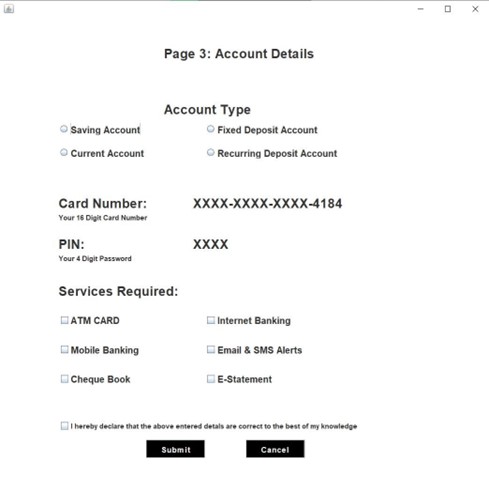 Page 3: Account Details
Account Type
Saving Account Fixed Deposit Account
Current Account Recurring Deposit Account
Card Number: XXXX-XXXX-XXXX-4184
Your 16 Digit Card Number
PIN: XXXX
Your 4 Digit Password
Services Required:
ATM CARD Internet Banking
Mobile Banking Email & SMS Alerts
Cheque Book E-Statement
I hereby declare that the above entered detals are correct to the best of my knowledge
Submit Cancel